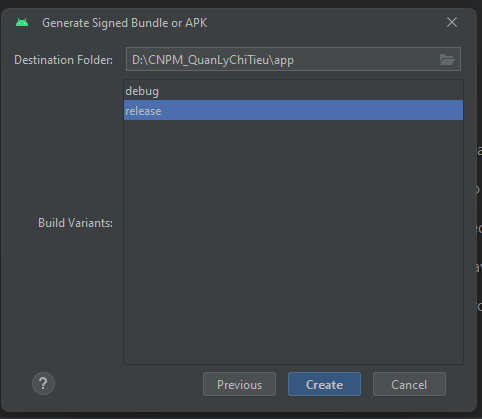 Generate Signed Bundle or APK
Destination Folder: D:\CNPM_QuanLyChiTieu\app
debug
release
Build Variants:
? Previous Create Cancel